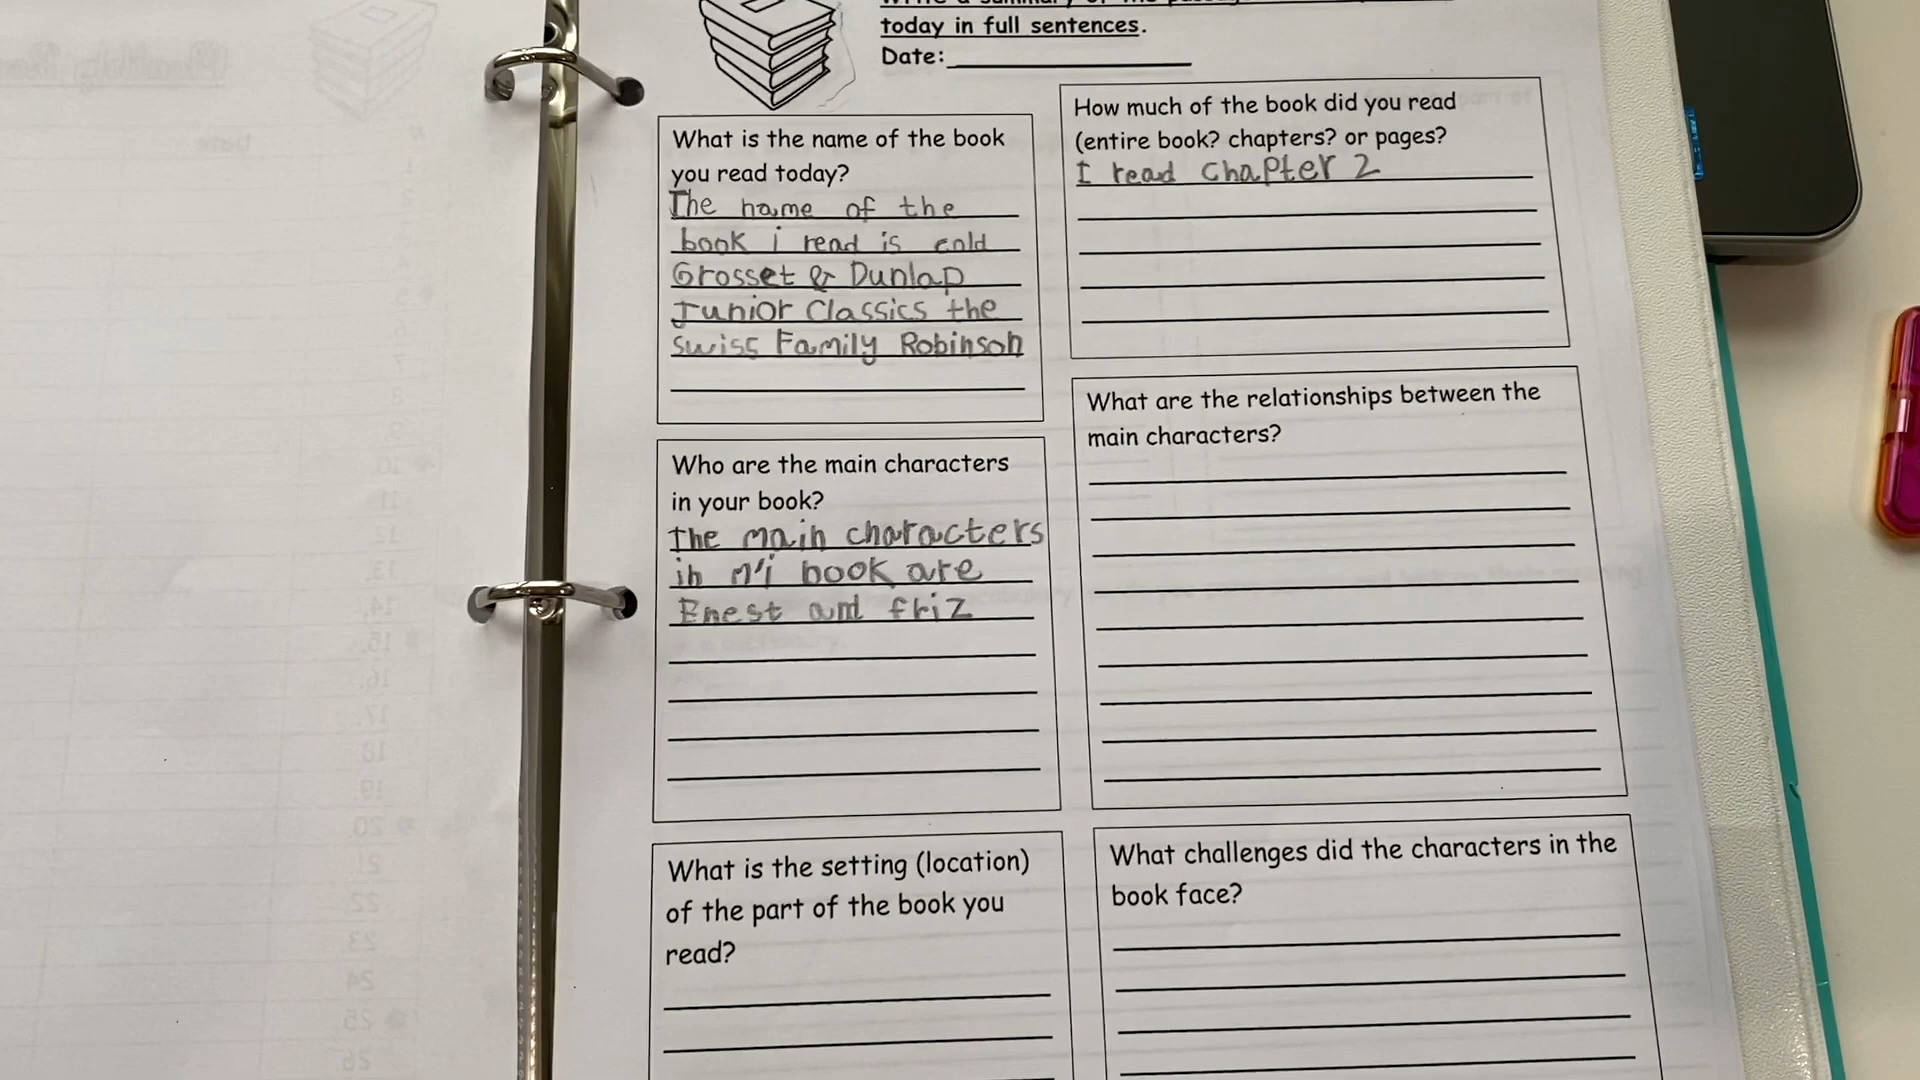 today in full sentences.
Date:
What is the name of the book
you read today?
The name of the
book i read is cold
Grosset & Dunlap
Junior Classics the
Swiss Family Robinson
How much of the book did you read
(entire book? chapters? or pages?
I read Chapter 2
Who are the main characters
in your book?
The main characters
in m'i book are
Enest and friz
What are the relationships between the
main characters?
What is the setting (location)
of the part of the book you
read?
What challenges did the characters in the
book face?